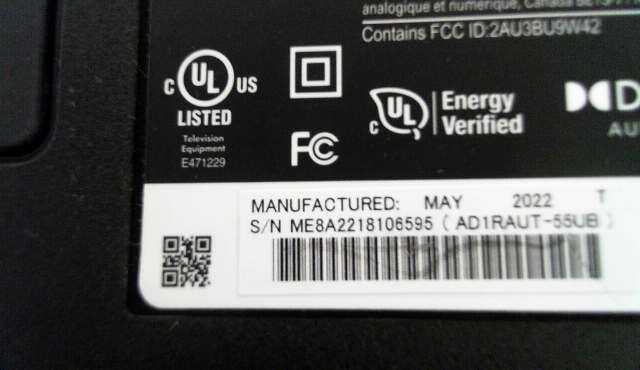 analogique et numérique, Canada
Contains FCC ID:2AU3BU9W42
C UL US
LISTED
Television
Equipment
E471229
FC
C UL Energy
Verified
AU
MANUFACTURED: MAY 2022 T
S/N ME8A2218106595 ( AD1RAUT-55UB )